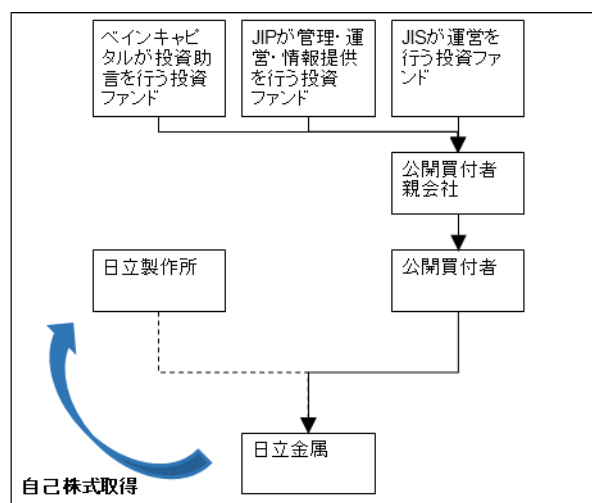 ベインキャピ
タルが投資助
言を行う投資
ファンド
JIPが管理・運
営・情報提供
を行う投資
ファンド
JISが運営を
行う投資ファ
ンド
公開買付者
親会社
日立製作所
公開買付者
日立金属
自己株式取得